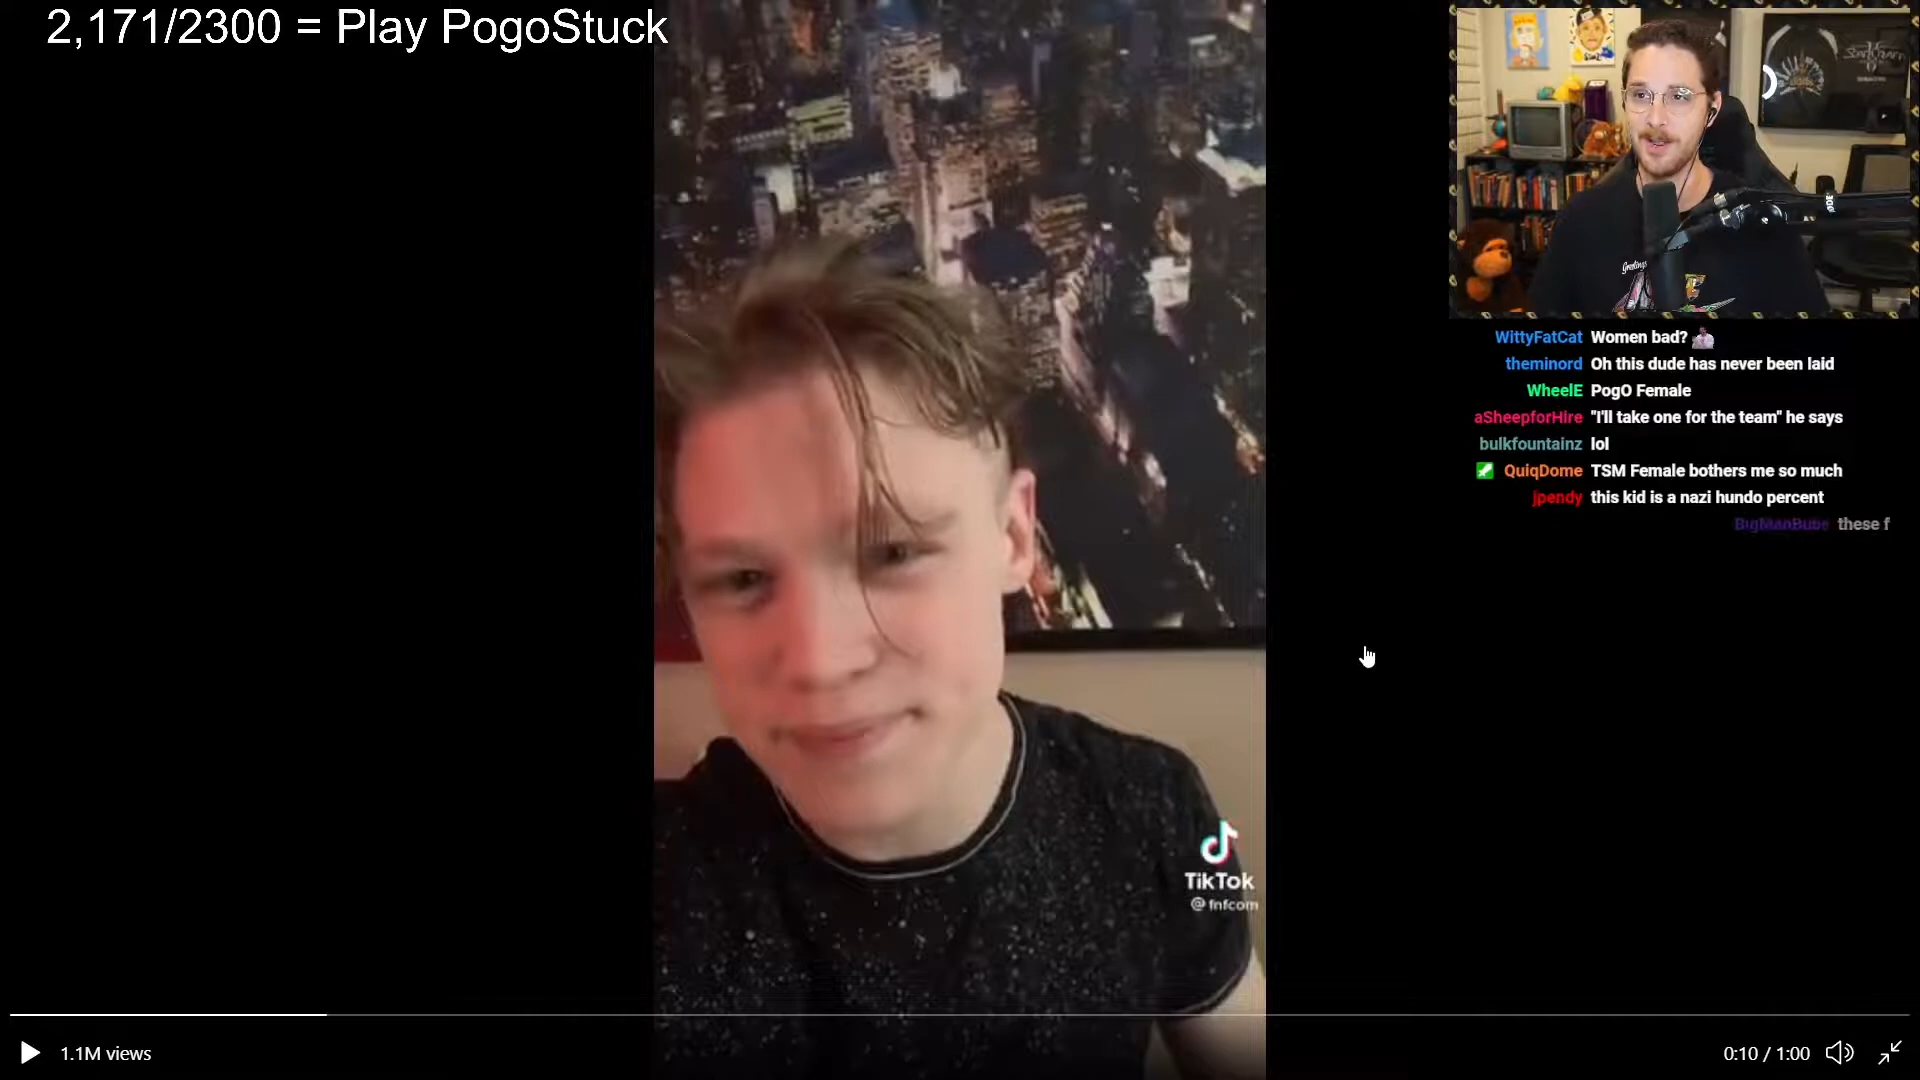 2,171/2300 = Play PogoStuck
WittyFatCat Women bad?
theminord Oh this dude has never been laid
WheelE PogO Female
aSheepforHire "I'll take one for the team" he says
bulkfountainz lol
QuiqDome TSM Female bothers me so much
jpendy this kid is a nazi hundo percent
BigManBube these f
Greetings
TikTok
@fnfcom
1.1M views
0:10 / 1:00